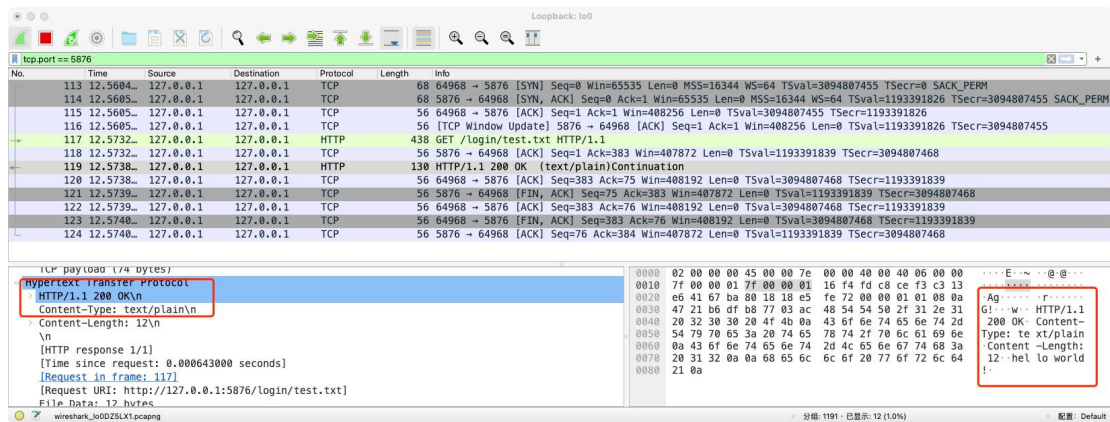 Loopback: lo0
tcp.port == 5876
No. Time Source Destination Protocol Length Info
113 12.5604… 127.0.0.1 127.0.0.1 TCP 68 64968 → 5876 [SYN] Seq=0 Win=65535 Len=0 MSS=16344 WS=64 TSval=3094807455 TSecr=0 SACK_PERM
114 12.5605… 127.0.0.1 127.0.0.1 TCP 68 5876 → 64968 [SYN, ACK] Seq=0 Ack=1 Win=65535 Len=0 MSS=16344 WS=64 TSval=1193391826 TSecr=3094807455 SACK_PERM
115 12.5605… 127.0.0.1 127.0.0.1 TCP 56 64968 → 5876 [ACK] Seq=1 Ack=1 Win=408256 Len=0 TSval=3094807455 TSecr=1193391826
116 12.5605… 127.0.0.1 127.0.0.1 TCP 56 [TCP Window Update] 5876 → 64968 [ACK] Seq=1 Ack=1 Win=408256 Len=0 TSval=1193391826 TSecr=3094807455
117 12.5732… 127.0.0.1 127.0.0.1 HTTP 438 GET /login/test.txt HTTP/1.1
118 12.5732… 127.0.0.1 127.0.0.1 TCP 56 5876 → 64968 [ACK] Seq=1 Ack=383 Win=407872 Len=0 TSval=1193391839 TSecr=3094807468
119 12.5738… 127.0.0.1 127.0.0.1 HTTP 130 HTTP/1.1 200 OK (text/plain)Continuation
120 12.5738… 127.0.0.1 127.0.0.1 TCP 56 64968 → 5876 [ACK] Seq=383 Ack=75 Win=408192 Len=0 TSval=3094807468 TSecr=1193391839
121 12.5739… 127.0.0.1 127.0.0.1 TCP 56 5876 → 64968 [FIN, ACK] Seq=75 Ack=383 Win=407872 Len=0 TSval=1193391839 TSecr=3094807468
122 12.5739… 127.0.0.1 127.0.0.1 TCP 56 64968 → 5876 [ACK] Seq=383 Ack=76 Win=408192 Len=0 TSval=3094807468 TSecr=1193391839
123 12.5740… 127.0.0.1 127.0.0.1 TCP 56 64968 → 5876 [FIN, ACK] Seq=383 Ack=76 Win=408192 Len=0 TSval=3094807468 TSecr=1193391839
124 12.5740… 127.0.0.1 127.0.0.1 TCP 56 5876 → 64968 [ACK] Seq=76 Ack=384 Win=407872 Len=0 TSval=1193391839 TSecr=3094807468
TCP payload (74 bytes)
Hypertext Transfer Protocol
HTTP/1.1 200 OK\n
Content-Type: text/plain\n
Content-Length: 12\n
\n
[HTTP response 1/1]
[Time since request: 0.000643000 seconds]
[Request in frame: 117]
[Request URI: http://127.0.0.1:5876/login/test.txt]
File Data: 12 bytes
0000 02 00 00 00 45 00 00 7e 00 00 40 00 40 06 00 00 ····E··~ ··@·@···
0010 7f 00 00 01 7f 00 00 01 16 f4 fd c8 ce f3 c3 13 ········ ········
0020 e6 41 67 ba 80 18 18 e5 fe 72 00 00 01 01 08 0a ·Ag····· ·r······
0030 47 21 b6 df b8 77 03 ac 48 54 54 50 2f 31 2e 31 G!···w·· HTTP/1.1
0040 20 32 30 30 20 4f 4b 0a 43 6f 6e 74 65 6e 74 2d 200 OK· Content-
0050 54 79 70 65 3a 20 74 65 78 74 2f 70 6c 61 69 6e Type: te xt/plain
0060 0a 43 6f 6e 74 65 6e 74 2d 4c 65 6e 67 74 68 3a ·Content -Length:
0070 20 31 32 0a 0a 68 65 6c 6c 6f 20 77 6f 72 6c 64 12··hel lo world
0080 21 0a !·
wireshark_lo0DZ5LX1.pcapng
分组: 1191 · 已显示: 12 (1.0%)
配置: Default